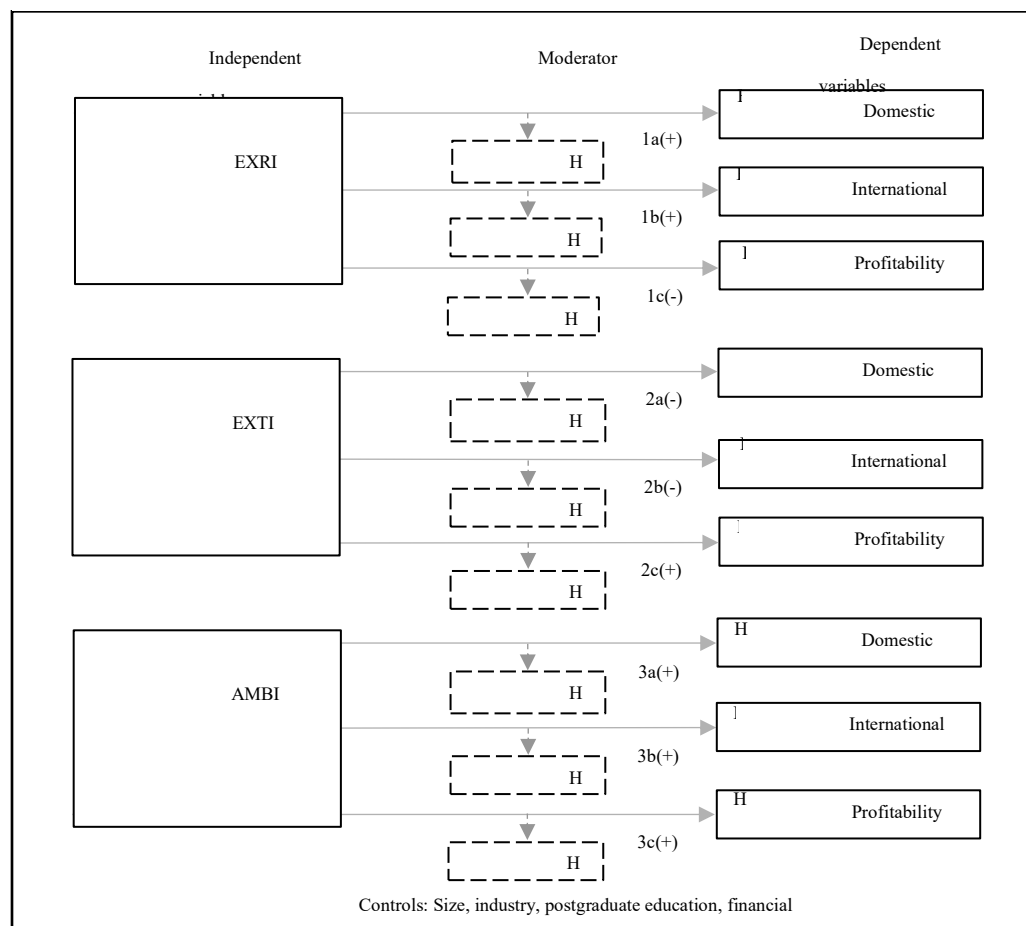 Independent
Moderator
Dependent
variables
EXRI
Domestic
1a(+)
H
International
1b(+)
H
Profitability
1c(-)
H
EXTI
Domestic
2a(-)
H
International
2b(-)
H
Profitability
2c(+)
H
AMBI
H
Domestic
3a(+)
H
International
3b(+)
H
H
Profitability
3c(+)
H
Controls: Size, industry, postgraduate education, financial